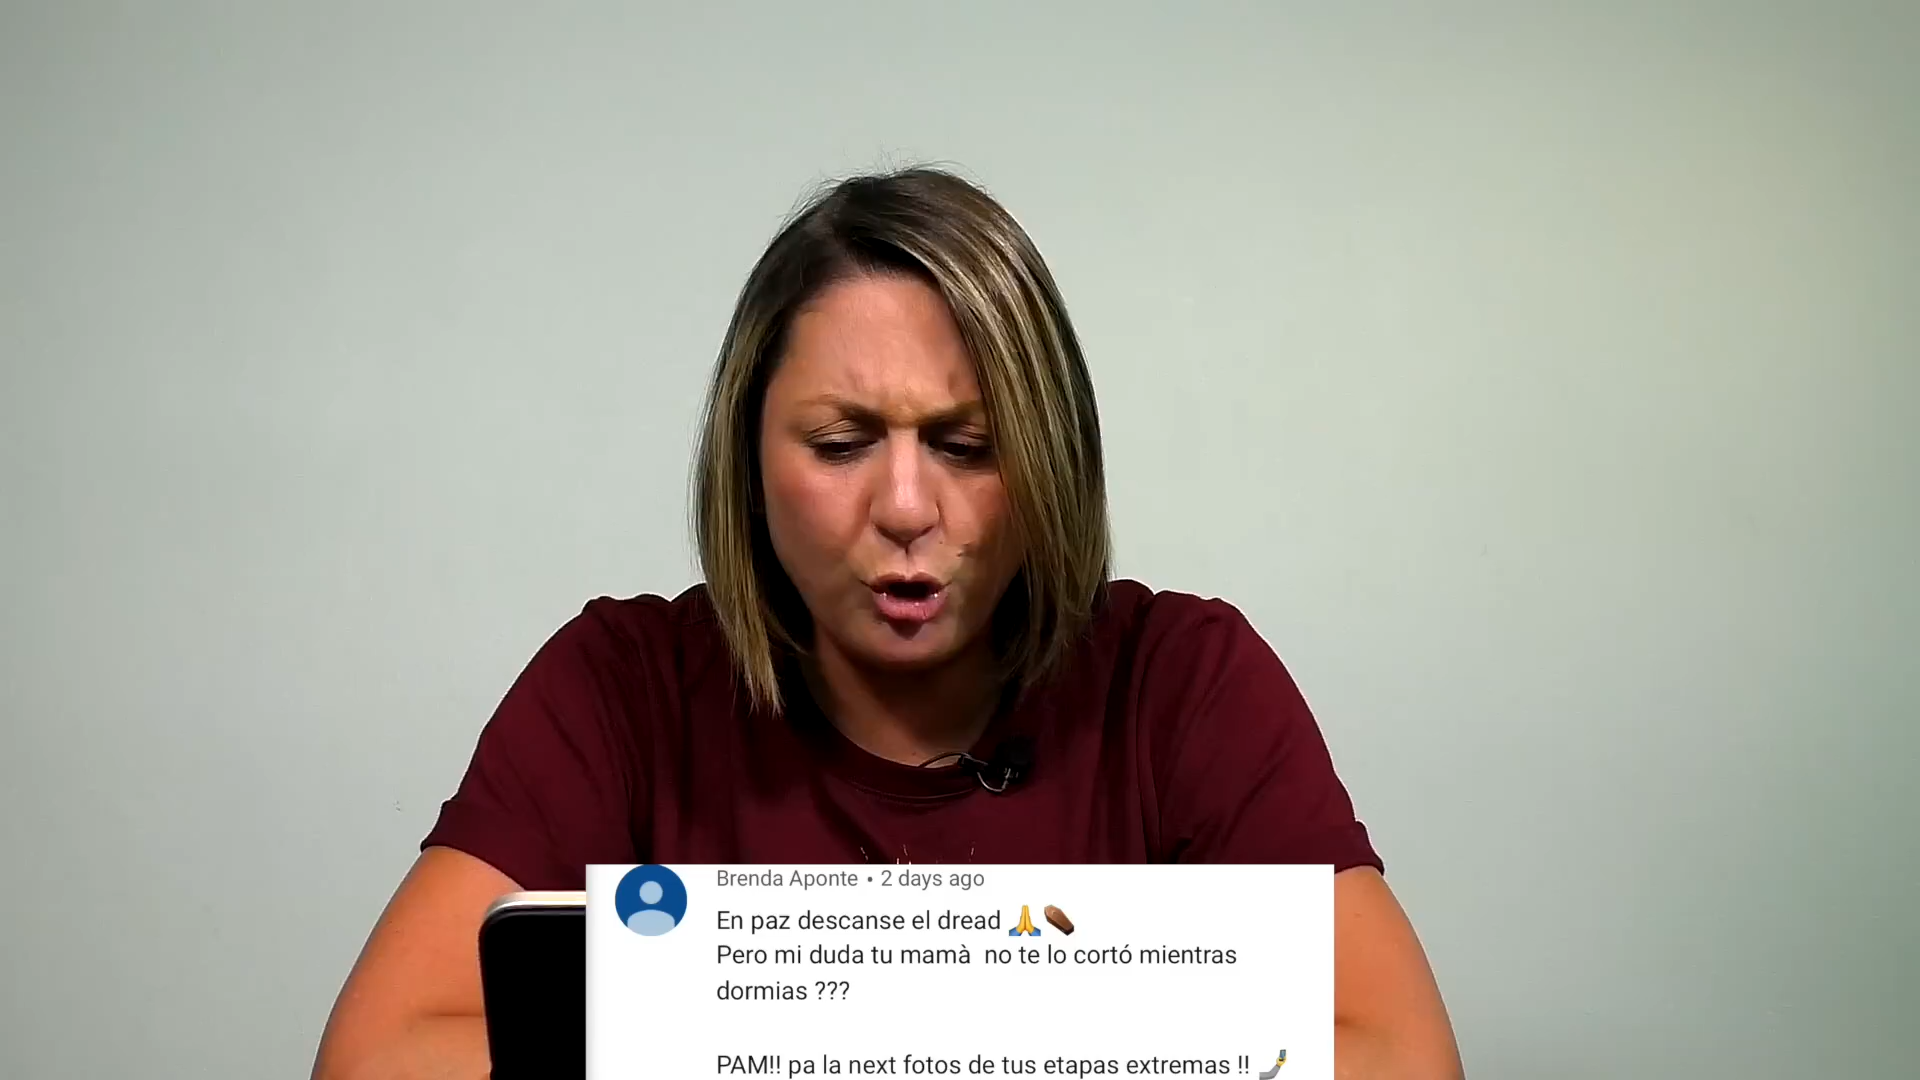 Brenda Aponte • 2 days ago
En paz descanse el dread 🙏⚰️
Pero mi duda tu mamà no te lo cortó mientras
dormias ???
PAM!! pa la next fotos de tus etapas extremas !! 🤳